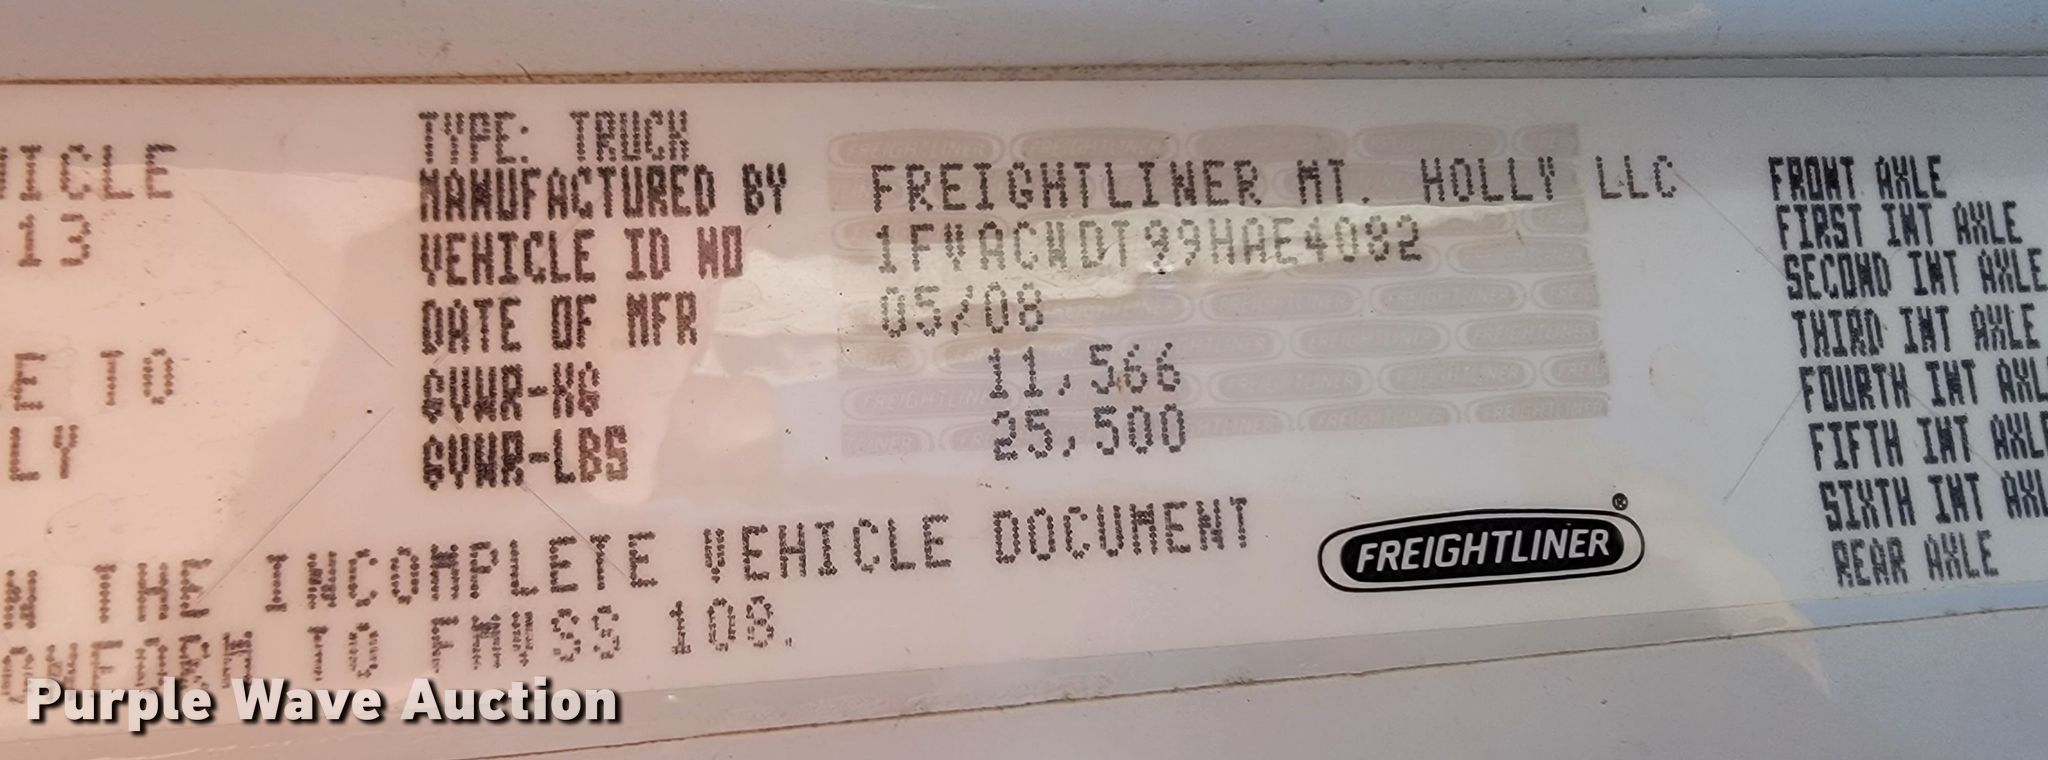 HICLE
13
E TO
LY
TYPE: TRUCK
MANUFACTURED BY FREIGHTLINER MT. HOLLY LLC
VEHICLE ID NO 1FVACWDT99HAE4082
DATE OF MFR 05/08
GVWR-KG 11,566
GVWR-LBS 25,500
N THE INCOMPLETE VEHICLE DOCUMENT
TO FMVSS 108.
FREIGHTLINER®
FRONT AXLE
FIRST INT AXLE
SECOND INT AXLE
THIRD INT AXLE
FOURTH INT AXL
FIFTH INT AXL
SIXTH INT AXL
REAR AXLE
Purple Wave Auction